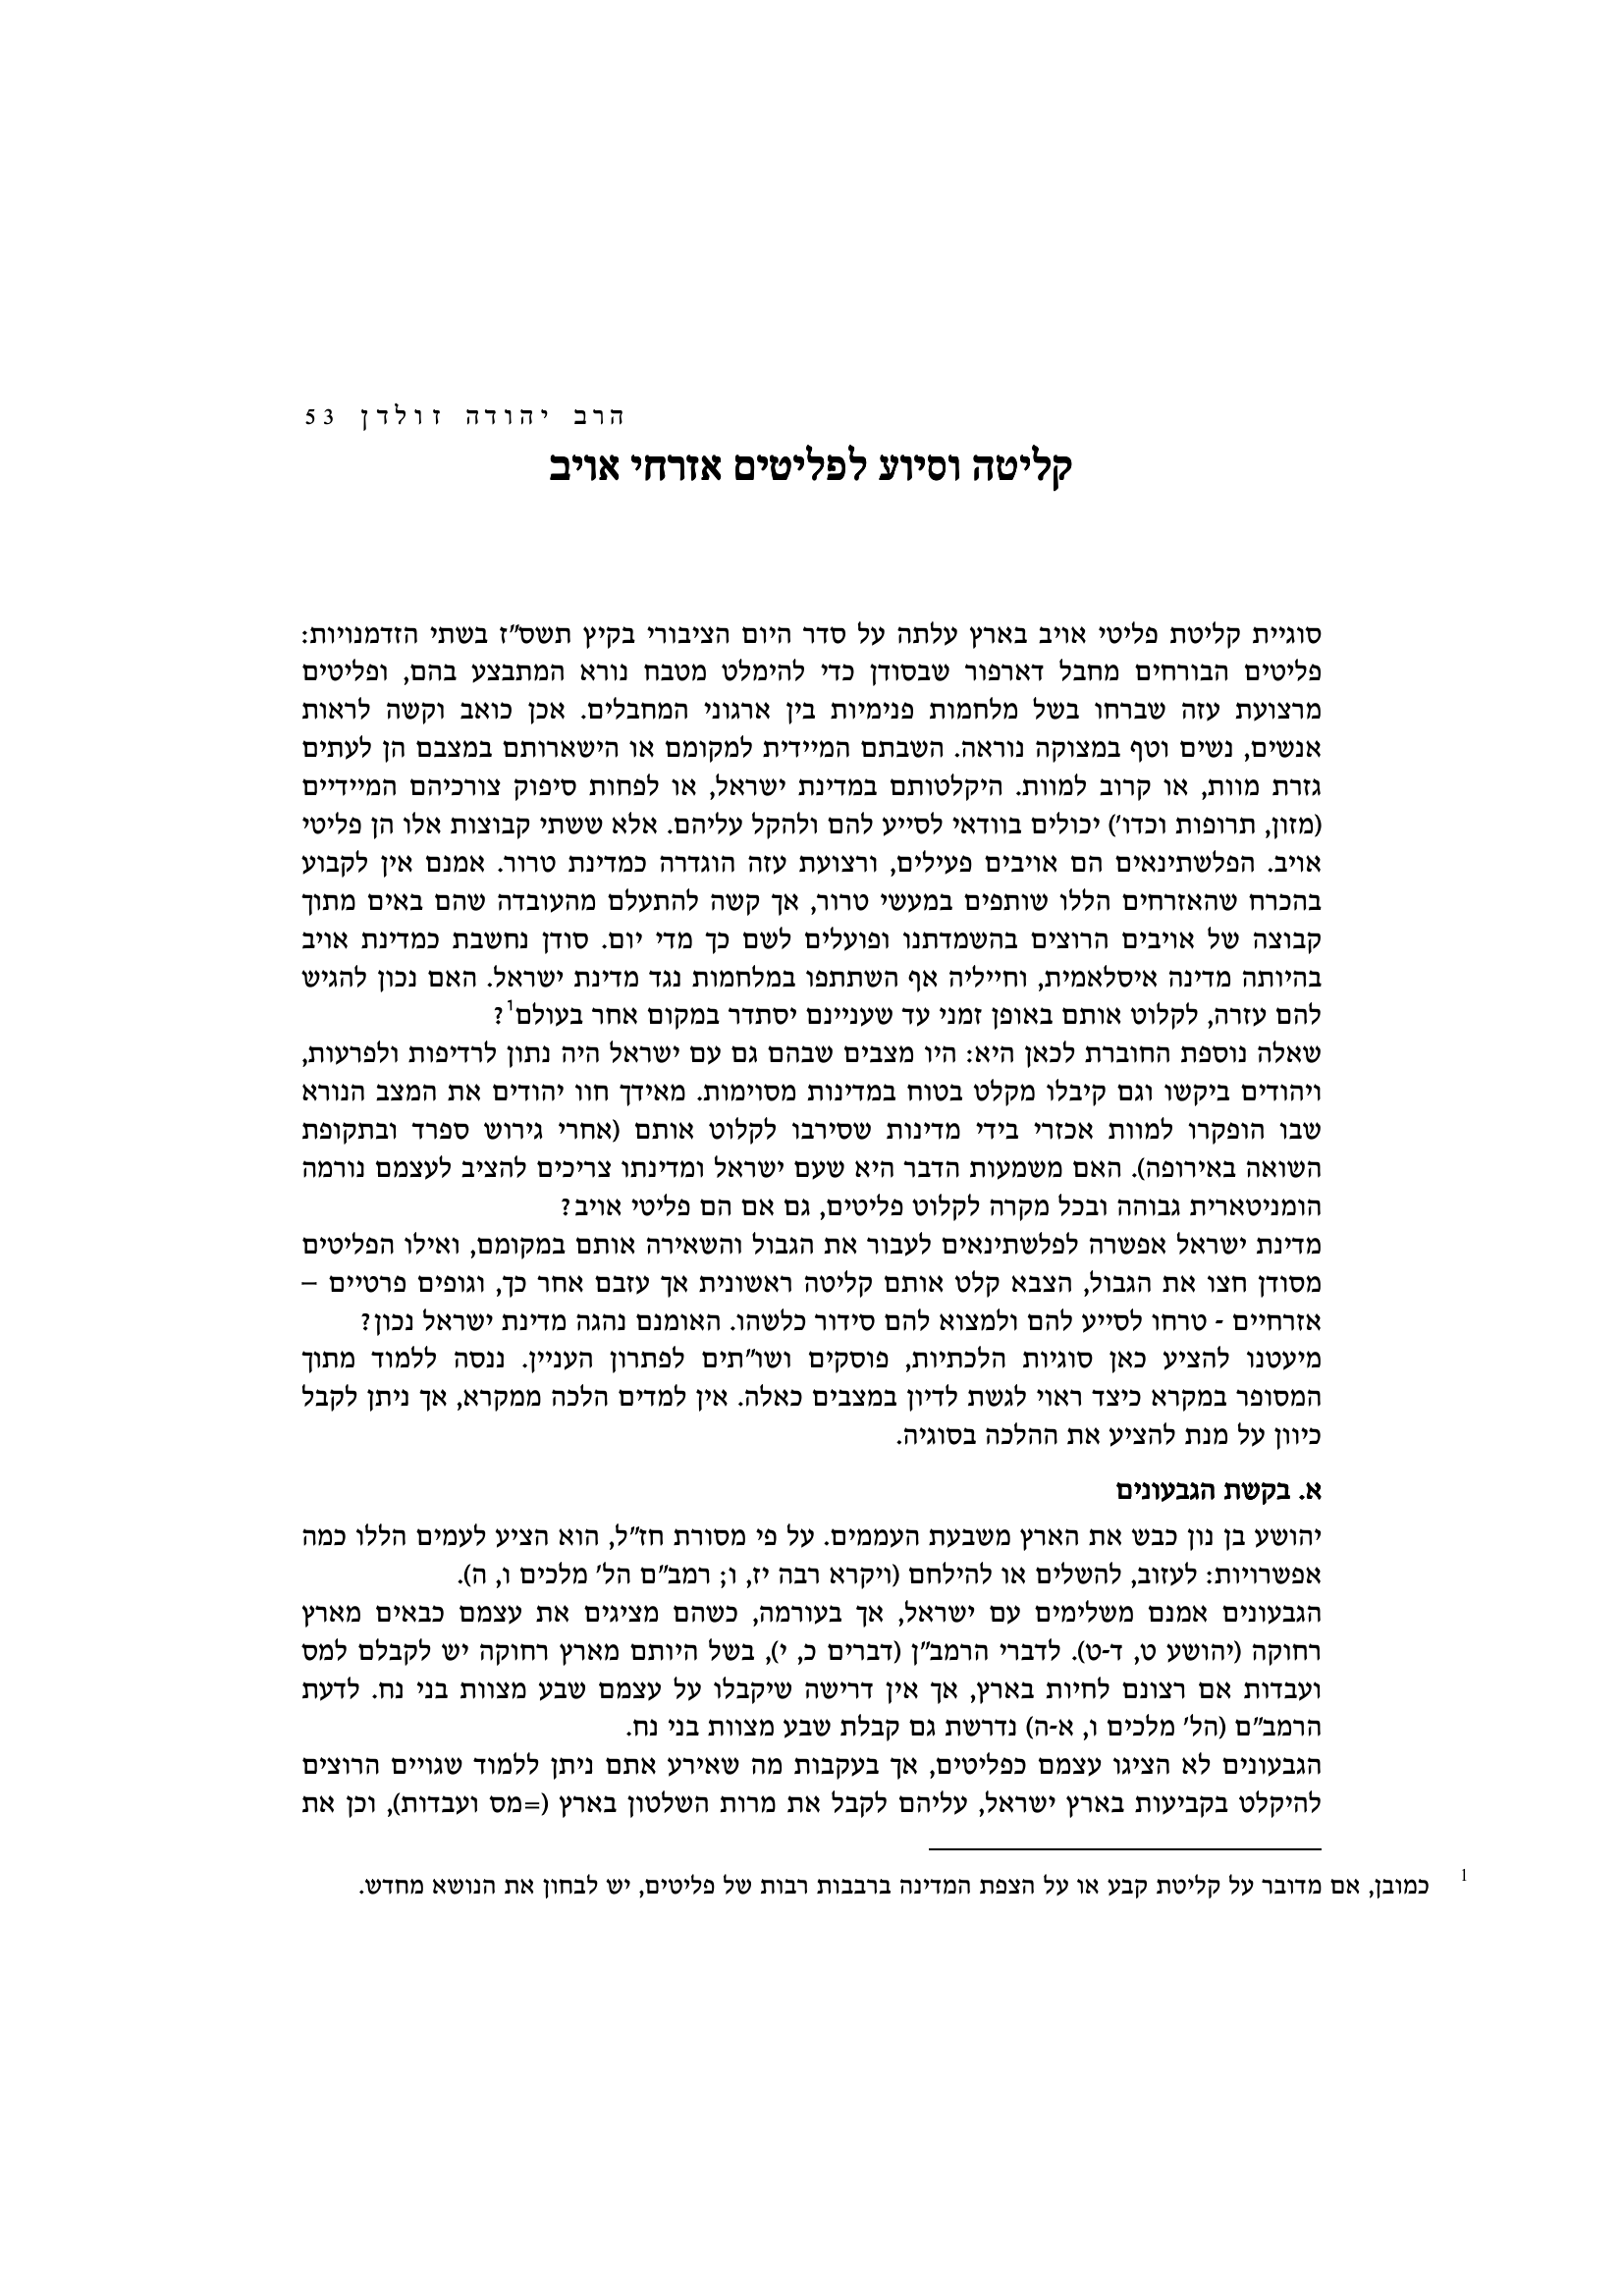 הרב יהודה זולדן 53
קליטה וסיוע לפליטים אזרחי אויב
סוגיית קליטת פליטי אויב בארץ עלתה על סדר היום הציבורי בקיץ תשס"ז בשתי הזדמנויות:
פליטים הבורחים מחבל דארפור שבסודן כדי להימלט מטבח נורא המתבצע בהם, ופליטים
מרצועת עזה שברחו בשל מלחמות פנימיות בין ארגוני המחבלים. אכן כואב וקשה לראות
אנשים, נשים וטף במצוקה נוראה. השבתם המיידית למקומם או הישארותם במצבם הן לעתים
גזרת מוות, או קרוב למוות. היקלטותם במדינת ישראל, או לפחות סיפוק צורכיהם המיידיים
(מזון, תרופות וכדו') יכולים בוודאי לסייע להם ולהקל עליהם. אלא ששתי קבוצות אלו הן פליטי
אויב. הפלשתינאים הם אויבים פעילים, ורצועת עזה הוגדרה כמדינת טרור. אמנם אין לקבוע
בהכרח שהאזרחים הללו שותפים במעשי טרור, אך קשה להתעלם מהעובדה שהם באים מתוך
קבוצה של אויבים הרוצים בהשמדתנו ופועלים לשם כך מדי יום. סודן נחשבת כמדינת אויב
בהיותה מדינה איסלאמית, וחייליה אף השתתפו במלחמות נגד מדינת ישראל. האם נכון להגיש
להם עזרה, לקלוט אותם באופן זמני עד שעניינם יסתדר במקום אחר בעולם1?
שאלה נוספת החוברת לכאן היא: היו מצבים שבהם גם עם ישראל היה נתון לרדיפות ולפרעות,
ויהודים ביקשו וגם קיבלו מקלט בטוח במדינות מסוימות. מאידך חוו יהודים את המצב הנורא
שבו הופקרו למוות אכזרי בידי מדינות שסירבו לקלוט אותם (אחרי גירוש ספרד ובתקופת
השואה באירופה). האם משמעות הדבר היא שעם ישראל ומדינתו צריכים להציב לעצמם נורמה
הומניטארית גבוהה ובכל מקרה לקלוט פליטים, גם אם הם פליטי אויב?
מדינת ישראל אפשרה לפלשתינאים לעבור את הגבול והשאירה אותם במקומם, ואילו הפליטים
מסודן חצו את הגבול, הצבא קלט אותם קליטה ראשונית אך עזבם אחר כך, וגופים פרטיים –
אזרחיים - טרחו לסייע להם ולמצוא להם סידור כלשהו. האומנם נהגה מדינת ישראל נכון?
מיעטנו להציע כאן סוגיות הלכתיות, פוסקים ושו"תים לפתרון העניין. ננסה ללמוד מתוך
המסופר במקרא כיצד ראוי לגשת לדיון במצבים כאלה. אין למדים הלכה ממקרא, אך ניתן לקבל
כיוון על מנת להציע את ההלכה בסוגיה.
א. בקשת הגבעונים
יהושע בן נון כבש את הארץ משבעת העממים. על פי מסורת חז"ל, הוא הציע לעמים הללו כמה
אפשרויות: לעזוב, להשלים או להילחם (ויקרא רבה יז, ו; רמב"ם הל' מלכים ו, ה).
הגבעונים אמנם משלימים עם ישראל, אך בעורמה, כשהם מציגים את עצמם כבאים מארץ
רחוקה (יהושע ט, ד-ט). לדברי הרמב"ן (דברים כ, י), בשל היותם מארץ רחוקה יש לקבלם למס
ועבדות אם רצונם לחיות בארץ, אך אין דרישה שיקבלו על עצמם שבע מצוות בני נח. לדעת
הרמב"ם (הל' מלכים ו, א-ה) נדרשת גם קבלת שבע מצוות בני נח.
הגבעונים לא הציגו עצמם כפליטים, אך בעקבות מה שאירע אתם ניתן ללמוד שגויים הרוצים
להיקלט בקביעות בארץ ישראל, עליהם לקבל את מרות השלטון בארץ (=מס ועבדות), וכן את
1 כמובן, אם מדובר על קליטת קבע או על הצפת המדינה ברבבות רבות של פליטים, יש לבחון את הנושא מחדש.